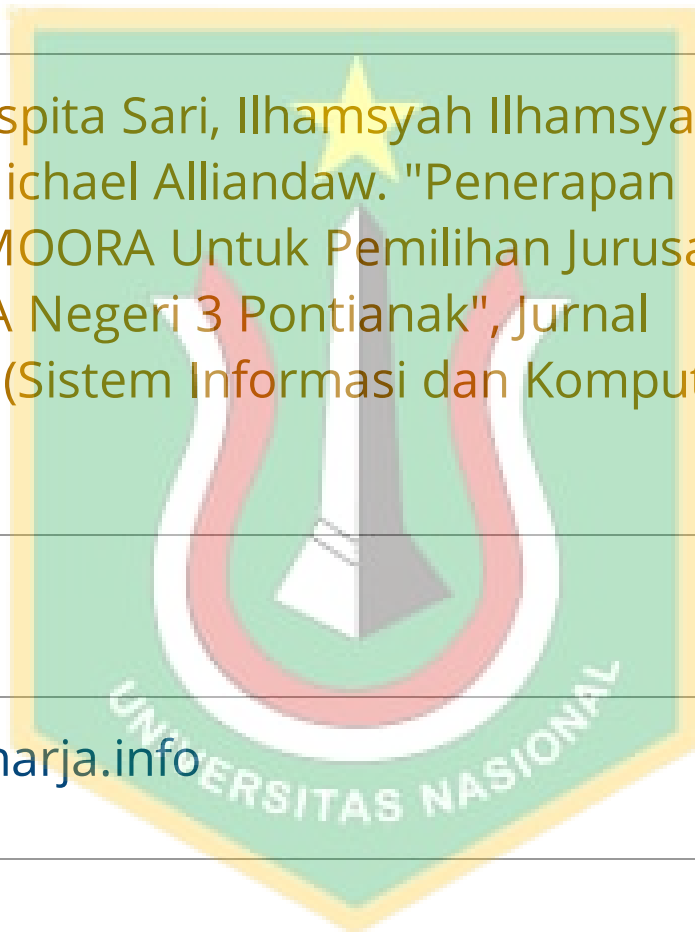 spita Sari, Ilhamsyah Ilhamsya
ichael Alliandaw. "Penerapan
MOORA Untuk Pemilihan Jurusa
A Negeri 3 Pontianak", Jurnal
(Sistem Informasi dan Komput
harja.info
UNIVERSITAS NASIONAL